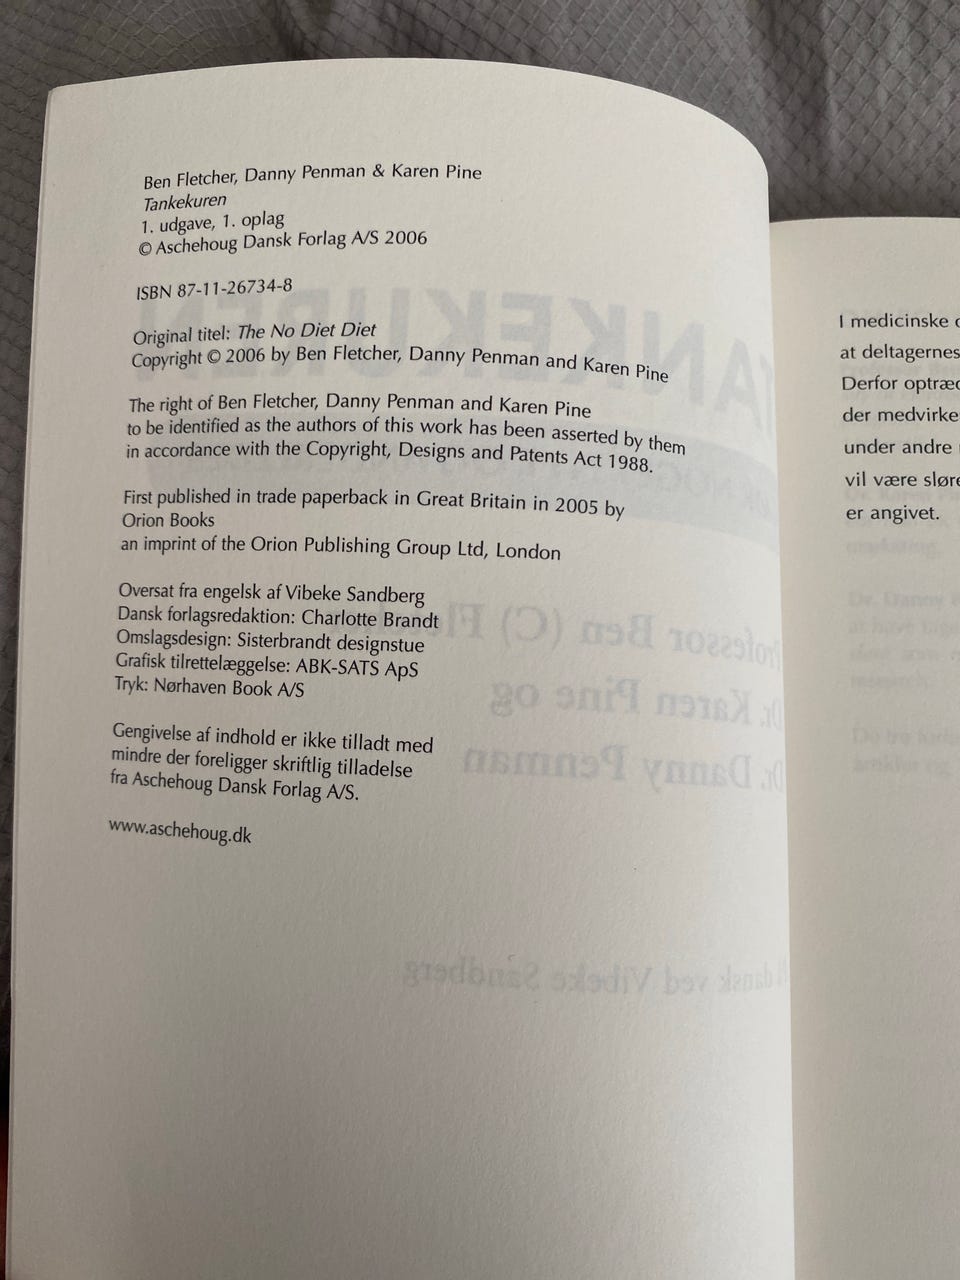 Ben Fletcher, Danny Penman & Karen Pine
Tankekuren
1. udgave, 1. oplag
© Aschehoug Dansk Forlag A/S 2006
ISBN 87-11-26734-8
Original titel: The No Diet Diet
Copyright © 2006 by Ben Fletcher, Danny Penman and Karen Pine
The right of Ben Fletcher, Danny Penman and Karen Pine
to be identified as the authors of this work has been asserted by them
in accordance with the Copyright, Designs and Patents Act 1988.
First published in trade paperback in Great Britain in 2005 by
Orion Books
an imprint of the Orion Publishing Group Ltd, London
Oversat fra engelsk af Vibeke Sandberg
Dansk forlagsredaktion: Charlotte Brandt
Omslagsdesign: Sisterbrandt designstue
Grafisk tilrettelæggelse: ABK-SATS ApS
Tryk: Nørhaven Book A/S
Gengivelse af indhold er ikke tilladt med
mindre der foreligger skriftlig tilladelse
fra Aschehoug Dansk Forlag A/S.
www.aschehoug.dk
I medicinske
at deltagernes
Derfor
der
under andre
vil være
er angivet.